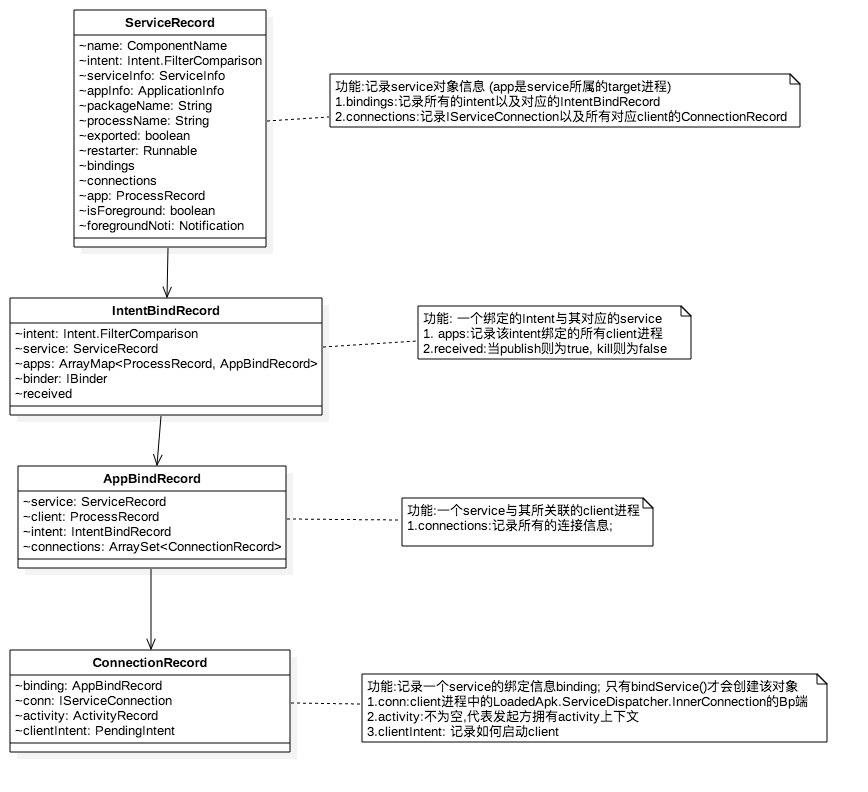 ServiceRecord
~name: ComponentName
~intent: Intent.FilterComparison
~serviceInfo: ServiceInfo
~appInfo: ApplicationInfo
~packageName: String
~processName: String
~exported: boolean
~restarter: Runnable
~bindings
~connections
~app: ProcessRecord
~isForeground: boolean
~foregroundNoti: Notification
功能:记录service对象信息 (app是service所属的target进程)
1.bindings:记录所有的intent以及对应的IntentBindRecord
2.connections:记录IServiceConnection以及所有对应client的ConnectionRecord
IntentBindRecord
~intent: Intent.FilterComparison
~service: ServiceRecord
~apps: ArrayMap<ProcessRecord, AppBindRecord>
~binder: IBinder
~received
功能: 一个绑定的Intent与其对应的service
1. apps:记录该intent绑定的所有client进程
2.received:当publish则为true, kill则为false
AppBindRecord
~service: ServiceRecord
~client: ProcessRecord
~intent: IntentBindRecord
~connections: ArraySet<ConnectionRecord>
功能:一个service与其所关联的client进程
1.connections:记录所有的连接信息;
ConnectionRecord
~binding: AppBindRecord
~conn: IServiceConnection
~activity: ActivityRecord
~clientIntent: PendingIntent
功能:记录一个service的绑定信息binding; 只有bindService()才会创建该对象
1.conn:client进程中的LoadedApk.ServiceDispatcher.InnerConnection的Bp端
2.activity:不为空,代表发起方拥有activity上下文
3.clientIntent: 记录如何启动client